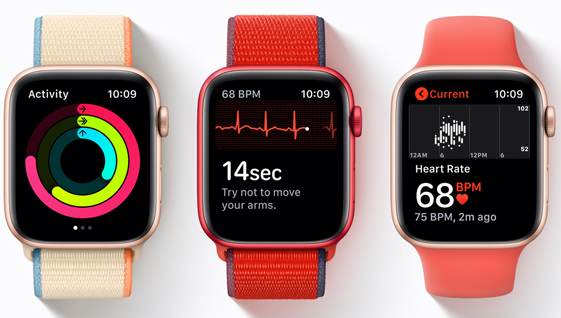 Activity 10:09
68 BPM 10:09
14sec
Try not to move
your arms.
Current 10:09
102
52
12AM 6 12PM 6
Heart Rate
68 BPM
75 BPM, 2m ago